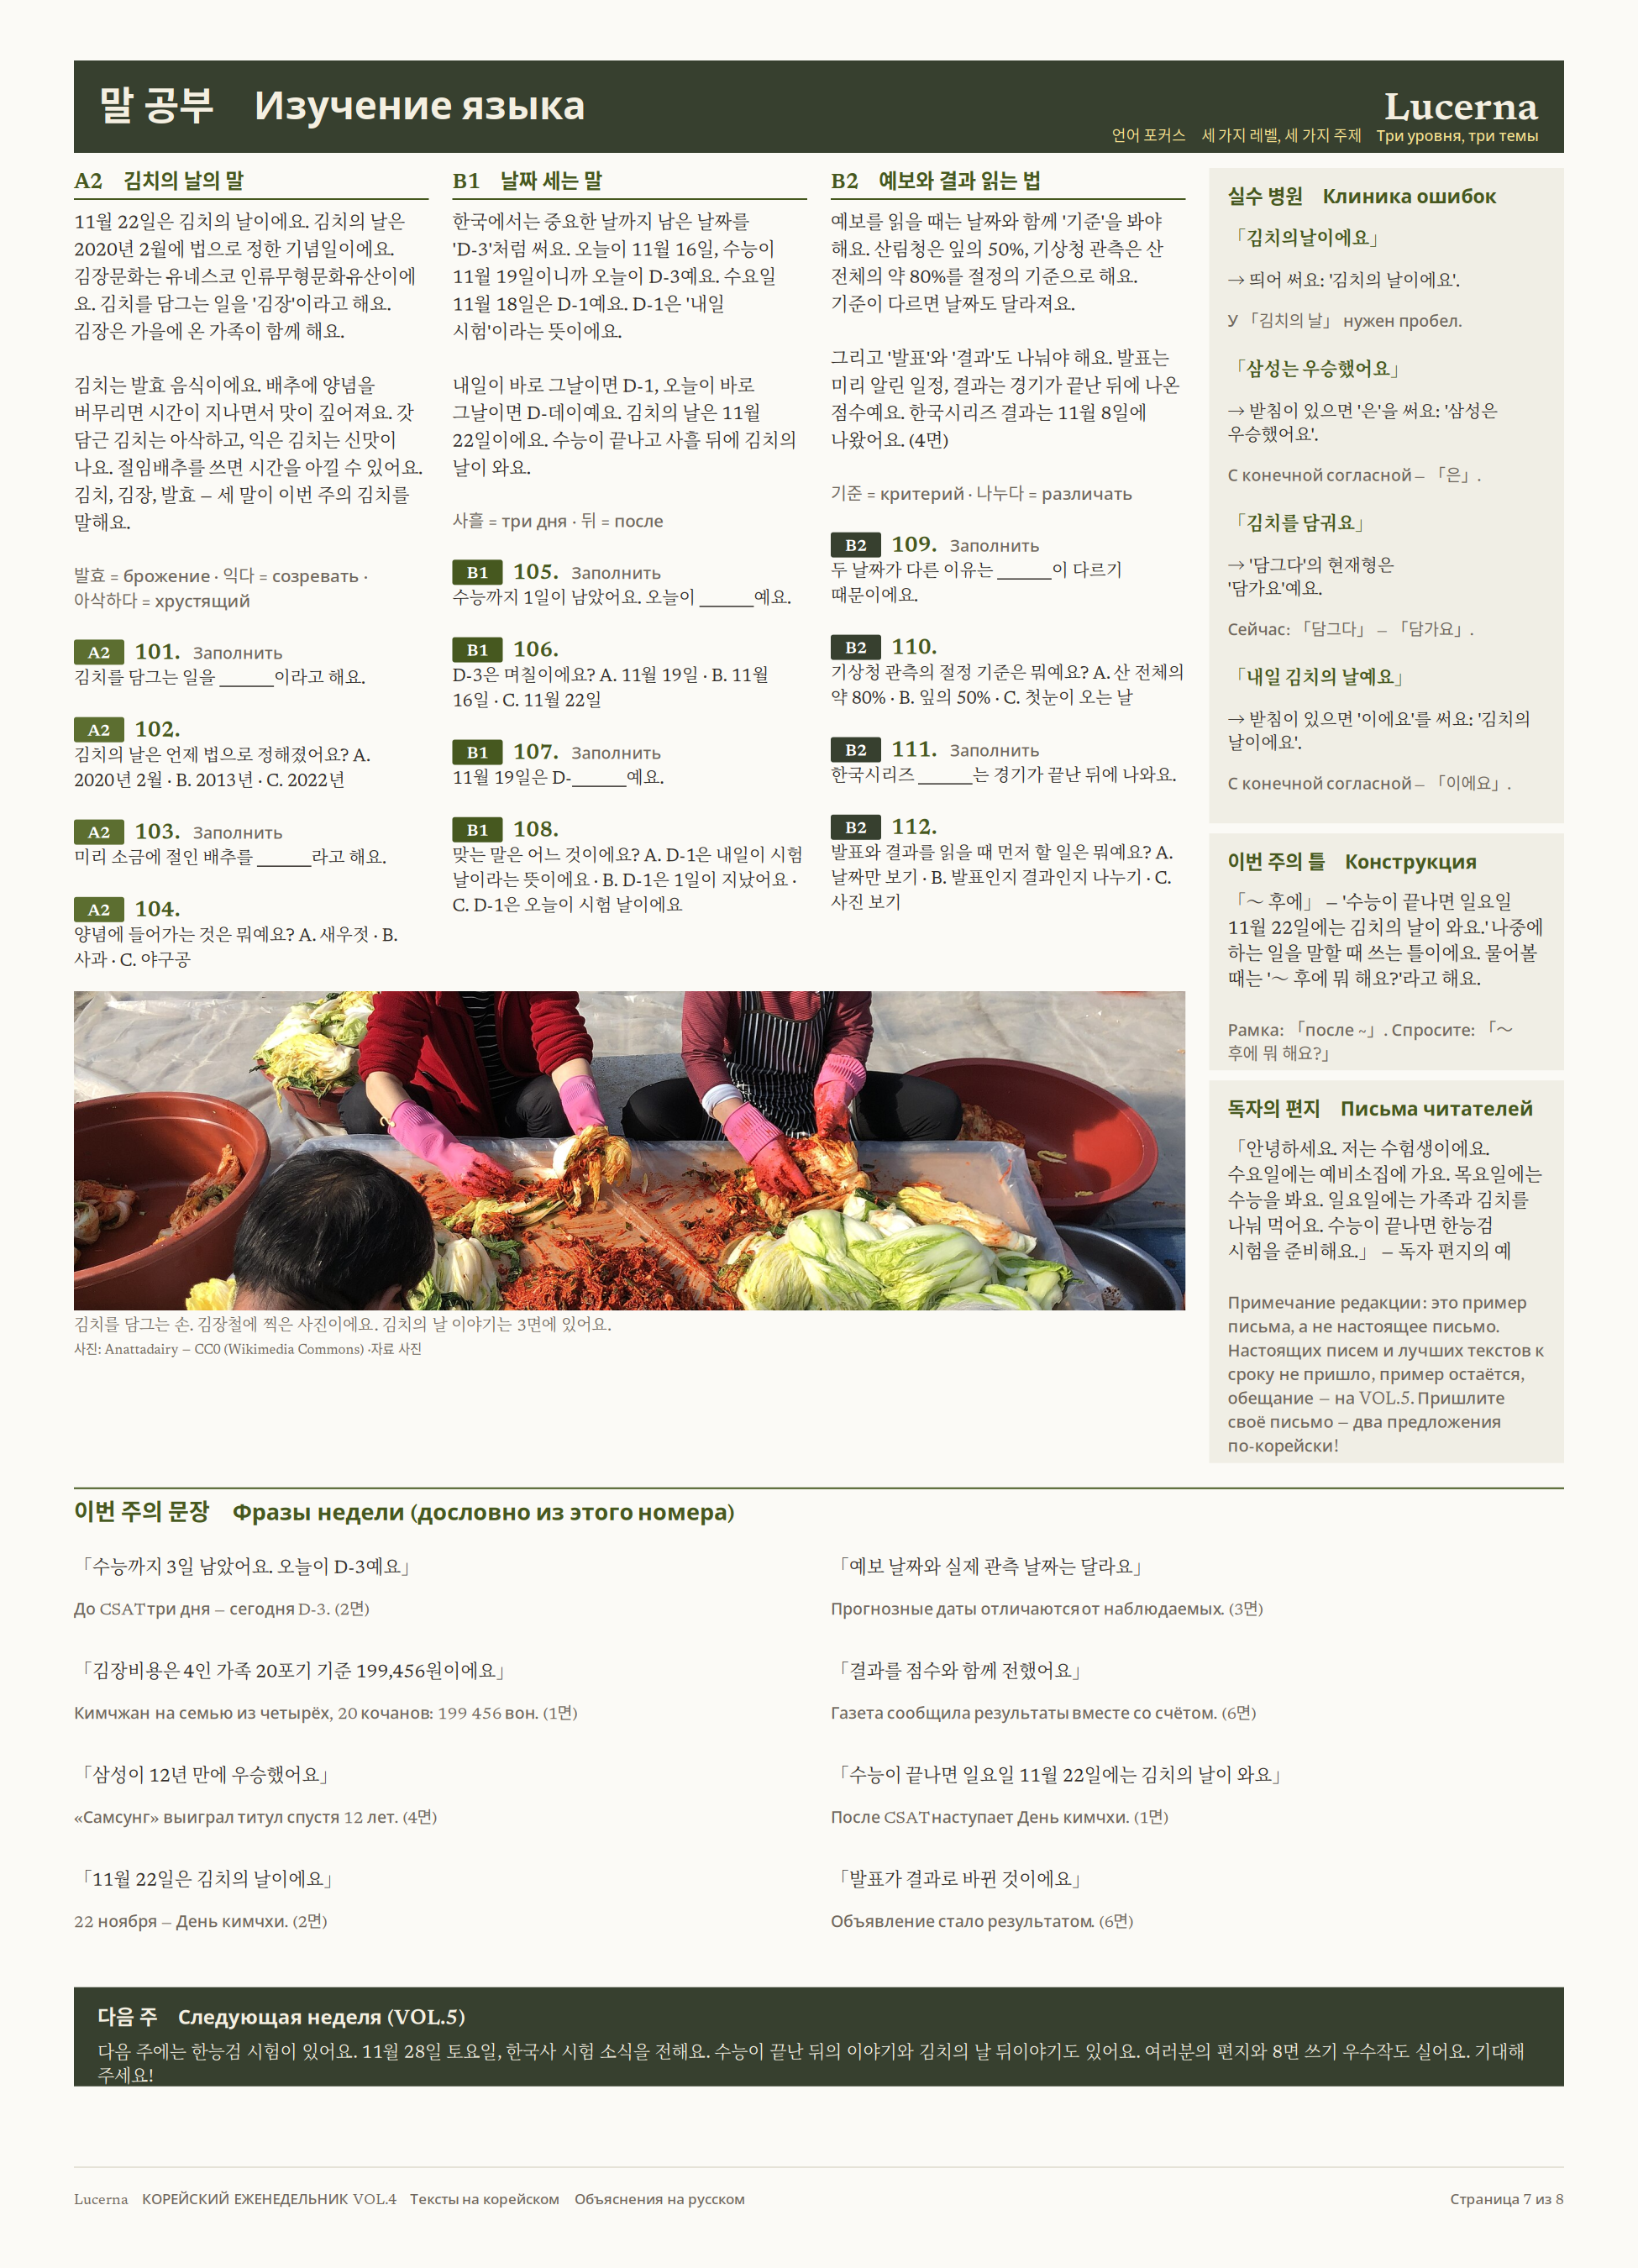 말 공부 Изучение языка
Lucerna
언어 포커스 세 가지 레벨, 세 가지 주제 Три уровня, три темы
A2 김치의 날의 말
11월 22일은 김치의 날이에요. 김치의 날은
2020년 2월에 법으로 정한 기념일이에요.
김장문화는 유네스코 인류무형문화유산이에
요. 김치를 담그는 일을 '김장'이라고 해요.
김장은 가을에 온 가족이 함께 해요.
김치는 발효 음식이에요. 배추에 양념을
버무리면 시간이 지나면서 맛이 깊어져요. 갓
담근 김치는 아삭하고, 익은 김치는 신맛이
나요. 절임배추를 쓰면 시간을 아낄 수 있어요.
김치, 김장, 발효 – 세 말이 이번 주의 김치를
말해요.
발효 = брожение · 익다 = созревать ·
아삭하다 = хрустящий
A2 101. Заполнить
김치를 담그는 일을 ______이라고 해요.
A2 102.
김치의 날은 언제 법으로 정해졌어요? A.
2020년 2월 · B. 2013년 · C. 2022년
A2 103. Заполнить
미리 소금에 절인 배추를 ______라고 해요.
A2 104.
양념에 들어가는 것은 뭐예요? A. 새우젓 · B.
사과 · C. 야구공
B1 날짜 세는 말
한국에서는 중요한 날까지 남은 날짜를
'D-3'처럼 써요. 오늘이 11월 16일, 수능이
11월 19일이니까 오늘이 D-3예요. 수요일
11월 18일은 D-1예요. D-1은 '내일
시험'이라는 뜻이에요.
내일이 바로 그날이면 D-1, 오늘이 바로
그날이면 D-데이예요. 김치의 날은 11월
22일이에요. 수능이 끝나고 사흘 뒤에 김치의
날이 와요.
사흘 = три дня · 뒤 = после
B1 105. Заполнить
수능까지 1일이 남았어요. 오늘이 ______예요.
B1 106.
D-3은 며칠이에요? A. 11월 19일 · B. 11월
16일 · C. 11월 22일
B1 107. Заполнить
11월 19일은 D-______예요.
B1 108.
맞는 말은 어느 것이에요? A. D-1은 내일이 시험
날이라는 뜻이에요 · B. D-1은 1일이 지났어요 ·
C. D-1은 오늘이 시험 날이에요
B2 예보와 결과 읽는 법
예보를 읽을 때는 날짜와 함께 '기준'을 봐야
해요. 산림청은 잎의 50%, 기상청 관측은 산
전체의 약 80%를 절정의 기준으로 해요.
기준이 다르면 날짜도 달라져요.
그리고 '발표'와 '결과'도 나눠야 해요. 발표는
미리 알린 일정, 결과는 경기가 끝난 뒤에 나온
점수예요. 한국시리즈 결과는 11월 8일에
나왔어요. (4면)
기준 = критерий · 나누다 = различать
B2 109. Заполнить
두 날짜가 다른 이유는 ______이 다르기
때문이에요.
B2 110.
기상청 관측의 절정 기준은 뭐예요? A. 산 전체의
약 80% · B. 잎의 50% · C. 첫눈이 오는 날
B2 111. Заполнить
한국시리즈 ______는 경기가 끝난 뒤에 나와요.
B2 112.
발표와 결과를 읽을 때 먼저 할 일은 뭐예요? A.
날짜만 보기 · B. 발표인지 결과인지 나누기 · C.
사진 보기
김치를 담그는 손. 김장철에 찍은 사진이에요. 김치의 날 이야기는 3면에 있어요.
사진: Anattadairy – CC0 (Wikimedia Commons) ·자료 사진
실수 병원 Клиника ошибок
「김치의날이에요」
→ 띄어 써요: '김치의 날이에요'.
У 「김치의 날」 нужен пробел.
「삼성는 우승했어요」
→ 받침이 있으면 '은'을 써요: '삼성은
우승했어요'.
С конечной согласной – 「은」.
「김치를 담궈요」
→ '담그다'의 현재형은
'담가요'예요.
Сейчас: 「담그다」 – 「담가요」.
「내일 김치의 날예요」
→ 받침이 있으면 '이에요'를 써요: '김치의
날이에요'.
С конечной согласной – 「이에요」.
이번 주의 틀 Конструкция
「～ 후에」 – '수능이 끝나면 일요일
11월 22일에는 김치의 날이 와요.' 나중에
하는 일을 말할 때 쓰는 틀이에요. 물어볼
때는 '～ 후에 뭐 해요?'라고 해요.
Рамка: 「после ~」. Спросите: 「～
후에 뭐 해요?」
독자의 편지 Письма читателей
「안녕하세요. 저는 수험생이에요.
수요일에는 예비소집에 가요. 목요일에는
수능을 봐요. 일요일에는 가족과 김치를
나눠 먹어요. 수능이 끝나면 한능검
시험을 준비해요.」 – 독자 편지의 예
Примечание редакции: это пример
письма, а не настоящее письмо.
Настоящих писем и лучших текстов к
сроку не пришло, пример остаётся,
обещание – на VOL.5. Пришлите
своё письмо – два предложения
по-корейски!
이번 주의 문장 Фразы недели (дословно из этого номера)
「수능까지 3일 남았어요. 오늘이 D-3예요」
До CSAT три дня – сегодня D-3. (2면)
「김장비용은 4인 가족 20포기 기준 199,456원이에요」
Кимчжан на семью из четырёх, 20 кочанов: 199 456 вон. (1면)
「삼성이 12년 만에 우승했어요」
«Самсунг» выиграл титул спустя 12 лет. (4면)
「11월 22일은 김치의 날이에요」
22 ноября – День кимчхи. (2면)
「예보 날짜와 실제 관측 날짜는 달라요」
Прогнозные даты отличаются от наблюдаемых. (3면)
「결과를 점수와 함께 전했어요」
Газета сообщила результаты вместе со счётом. (6면)
「수능이 끝나면 일요일 11월 22일에는 김치의 날이 와요」
После CSAT наступает День кимчхи. (1면)
「발표가 결과로 바뀐 것이에요」
Объявление стало результатом. (6면)
다음 주 Следующая неделя (VOL.5)
다음 주에는 한능검 시험이 있어요. 11월 28일 토요일, 한국사 시험 소식을 전해요. 수능이 끝난 뒤의 이야기와 김치의 날 뒤이야기도 있어요. 여러분의 편지와 8면 쓰기 우수작도 실어요. 기대해
주세요!
Lucerna КОРЕЙСКИЙ ЕЖЕНЕДЕЛЬНИК VOL.4 Тексты на корейском Объяснения на русском
Страница 7 из 8